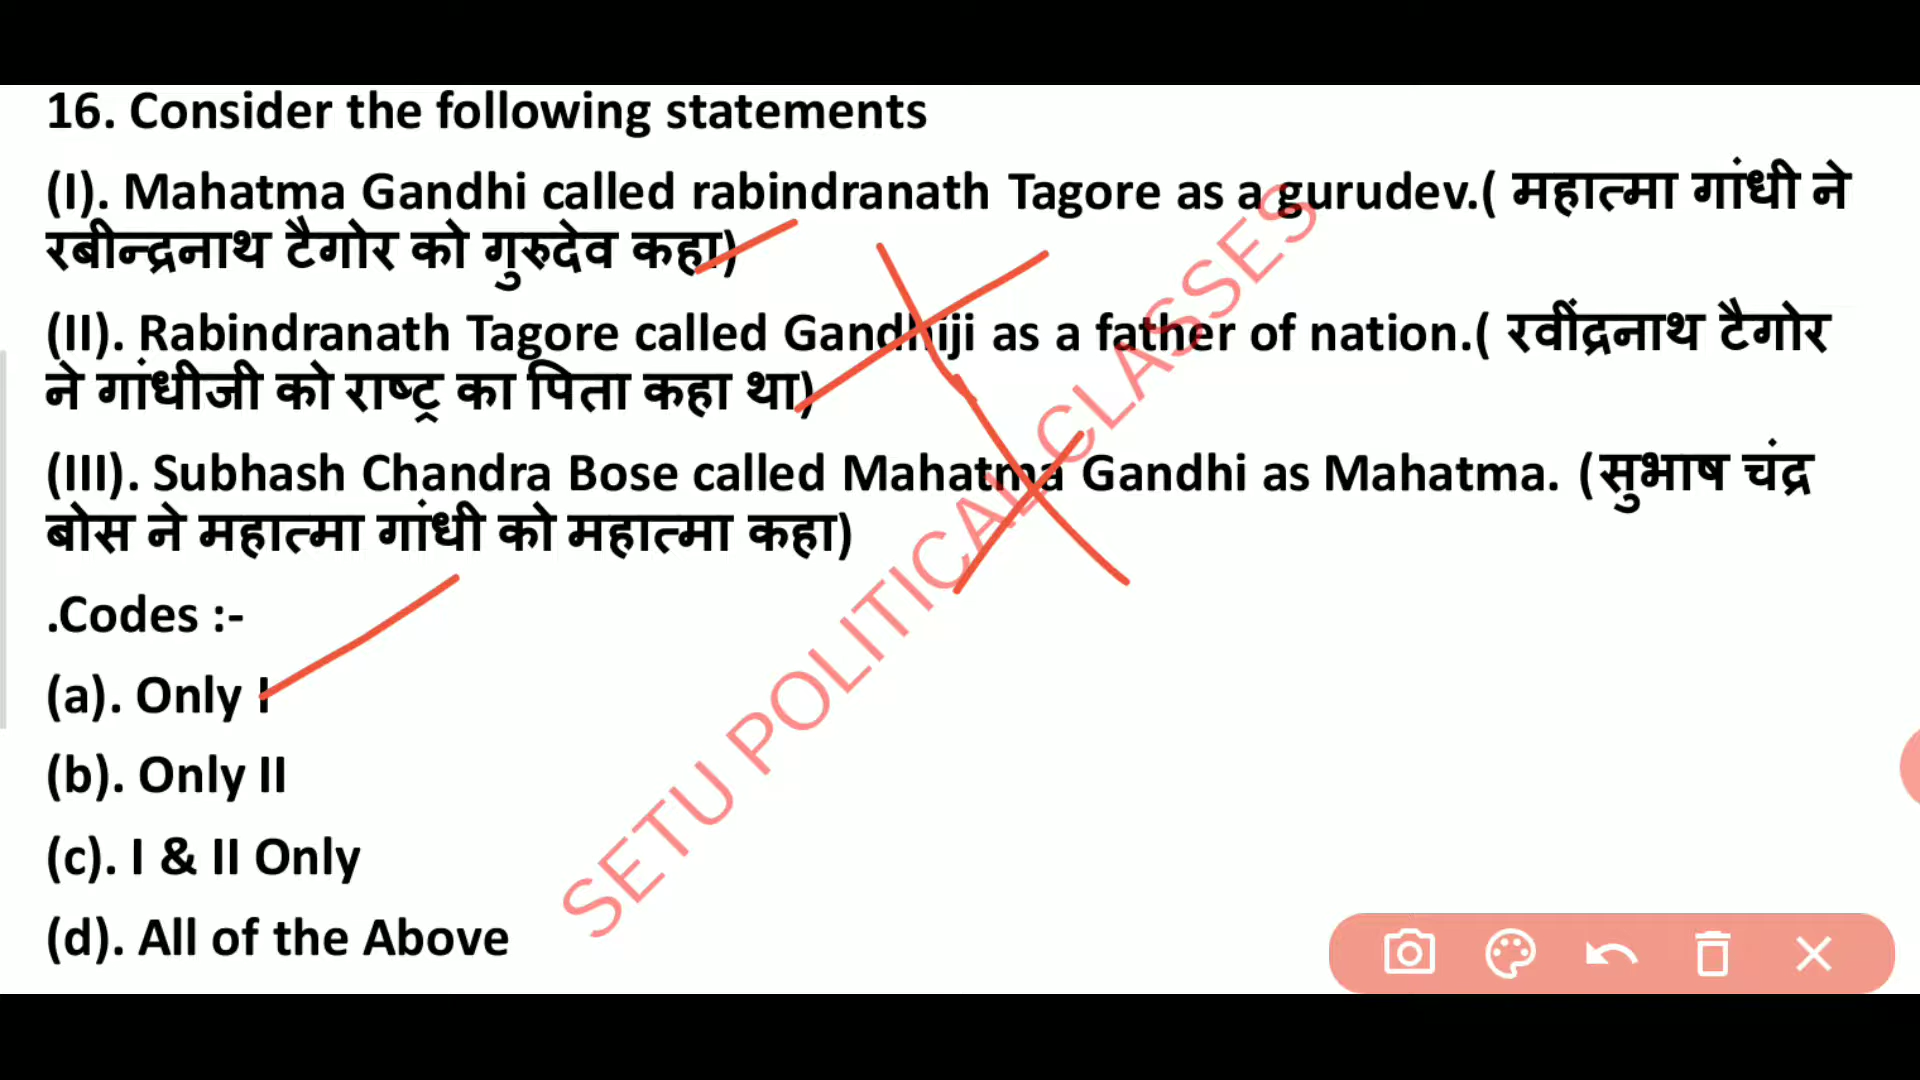 16. Consider the following statements
(I). Mahatma Gandhi called rabindranath Tagore as a gurudev.( महात्मा गांधी ने
रबीन्द्रनाथ टैगोर को गुरुदेव कहा)
(II). Rabindranath Tagore called Gandhiji as a father of nation.( रवींद्रनाथ टैगोर
ने गांधीजी को राष्ट्र का पिता कहा था)
(III). Subhash Chandra Bose called Mahatma Gandhi as Mahatma. (सुभाष चंद्र
बोस ने महात्मा गांधी को महात्मा कहा)
.Codes :-
(a). Only I
(b). Only II
(c). I & II Only
(d). All of the Above
SETU POLITICAL CLASSES